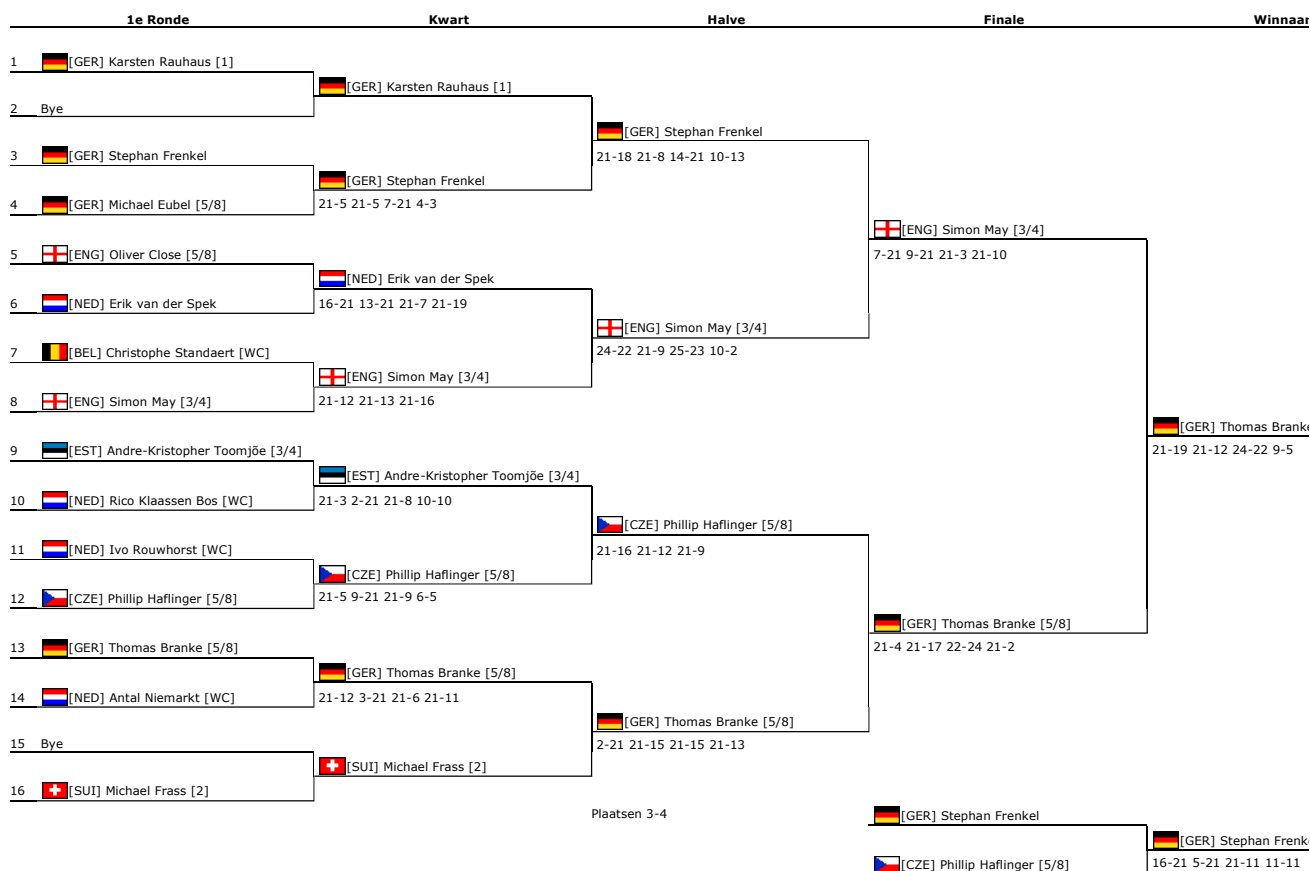 1e Ronde Kwart Halve Finale Winnaar
1 [GER] Karsten Rauhaus [1]
[GER] Karsten Rauhaus [1]
2 Bye
[GER] Stephan Frenkel
3 [GER] Stephan Frenkel
21-18 21-8 14-21 10-13
[GER] Stephan Frenkel
4 [GER] Michael Eubel [5/8]
21-5 21-5 7-21 4-3
[ENG] Simon May [3/4]
5 [ENG] Oliver Close [5/8]
7-21 9-21 21-3 21-10
[NED] Erik van der Spek
6 [NED] Erik van der Spek
16-21 13-21 21-7 21-19
[ENG] Simon May [3/4]
7 [BEL] Christophe Standaert [WC]
24-22 21-9 25-23 10-2
[ENG] Simon May [3/4]
8 [ENG] Simon May [3/4]
21-12 21-13 21-16
[GER] Thomas Branke
9 [EST] Andre-Kristopher Toomjõe [3/4]
21-19 21-12 24-22 9-5
[EST] Andre-Kristopher Toomjõe [3/4]
10 [NED] Rico Klaassen Bos [WC]
21-3 2-21 21-8 10-10
[CZE] Phillip Haflinger [5/8]
11 [NED] Ivo Rouwhorst [WC]
21-16 21-12 21-9
[CZE] Phillip Haflinger [5/8]
12 [CZE] Phillip Haflinger [5/8]
21-5 9-21 21-9 6-5
[GER] Thomas Branke [5/8]
13 [GER] Thomas Branke [5/8]
21-4 21-17 22-24 21-2
[GER] Thomas Branke [5/8]
14 [NED] Antal Niemarkt [WC]
21-12 3-21 21-6 21-11
[GER] Thomas Branke [5/8]
15 Bye
2-21 21-15 21-15 21-13
[SUI] Michael Frass [2]
16 [SUI] Michael Frass [2]
Plaatsen 3-4
[GER] Stephan Frenkel
[GER] Stephan Frenke
[CZE] Phillip Haflinger [5/8]
16-21 5-21 21-11 11-11